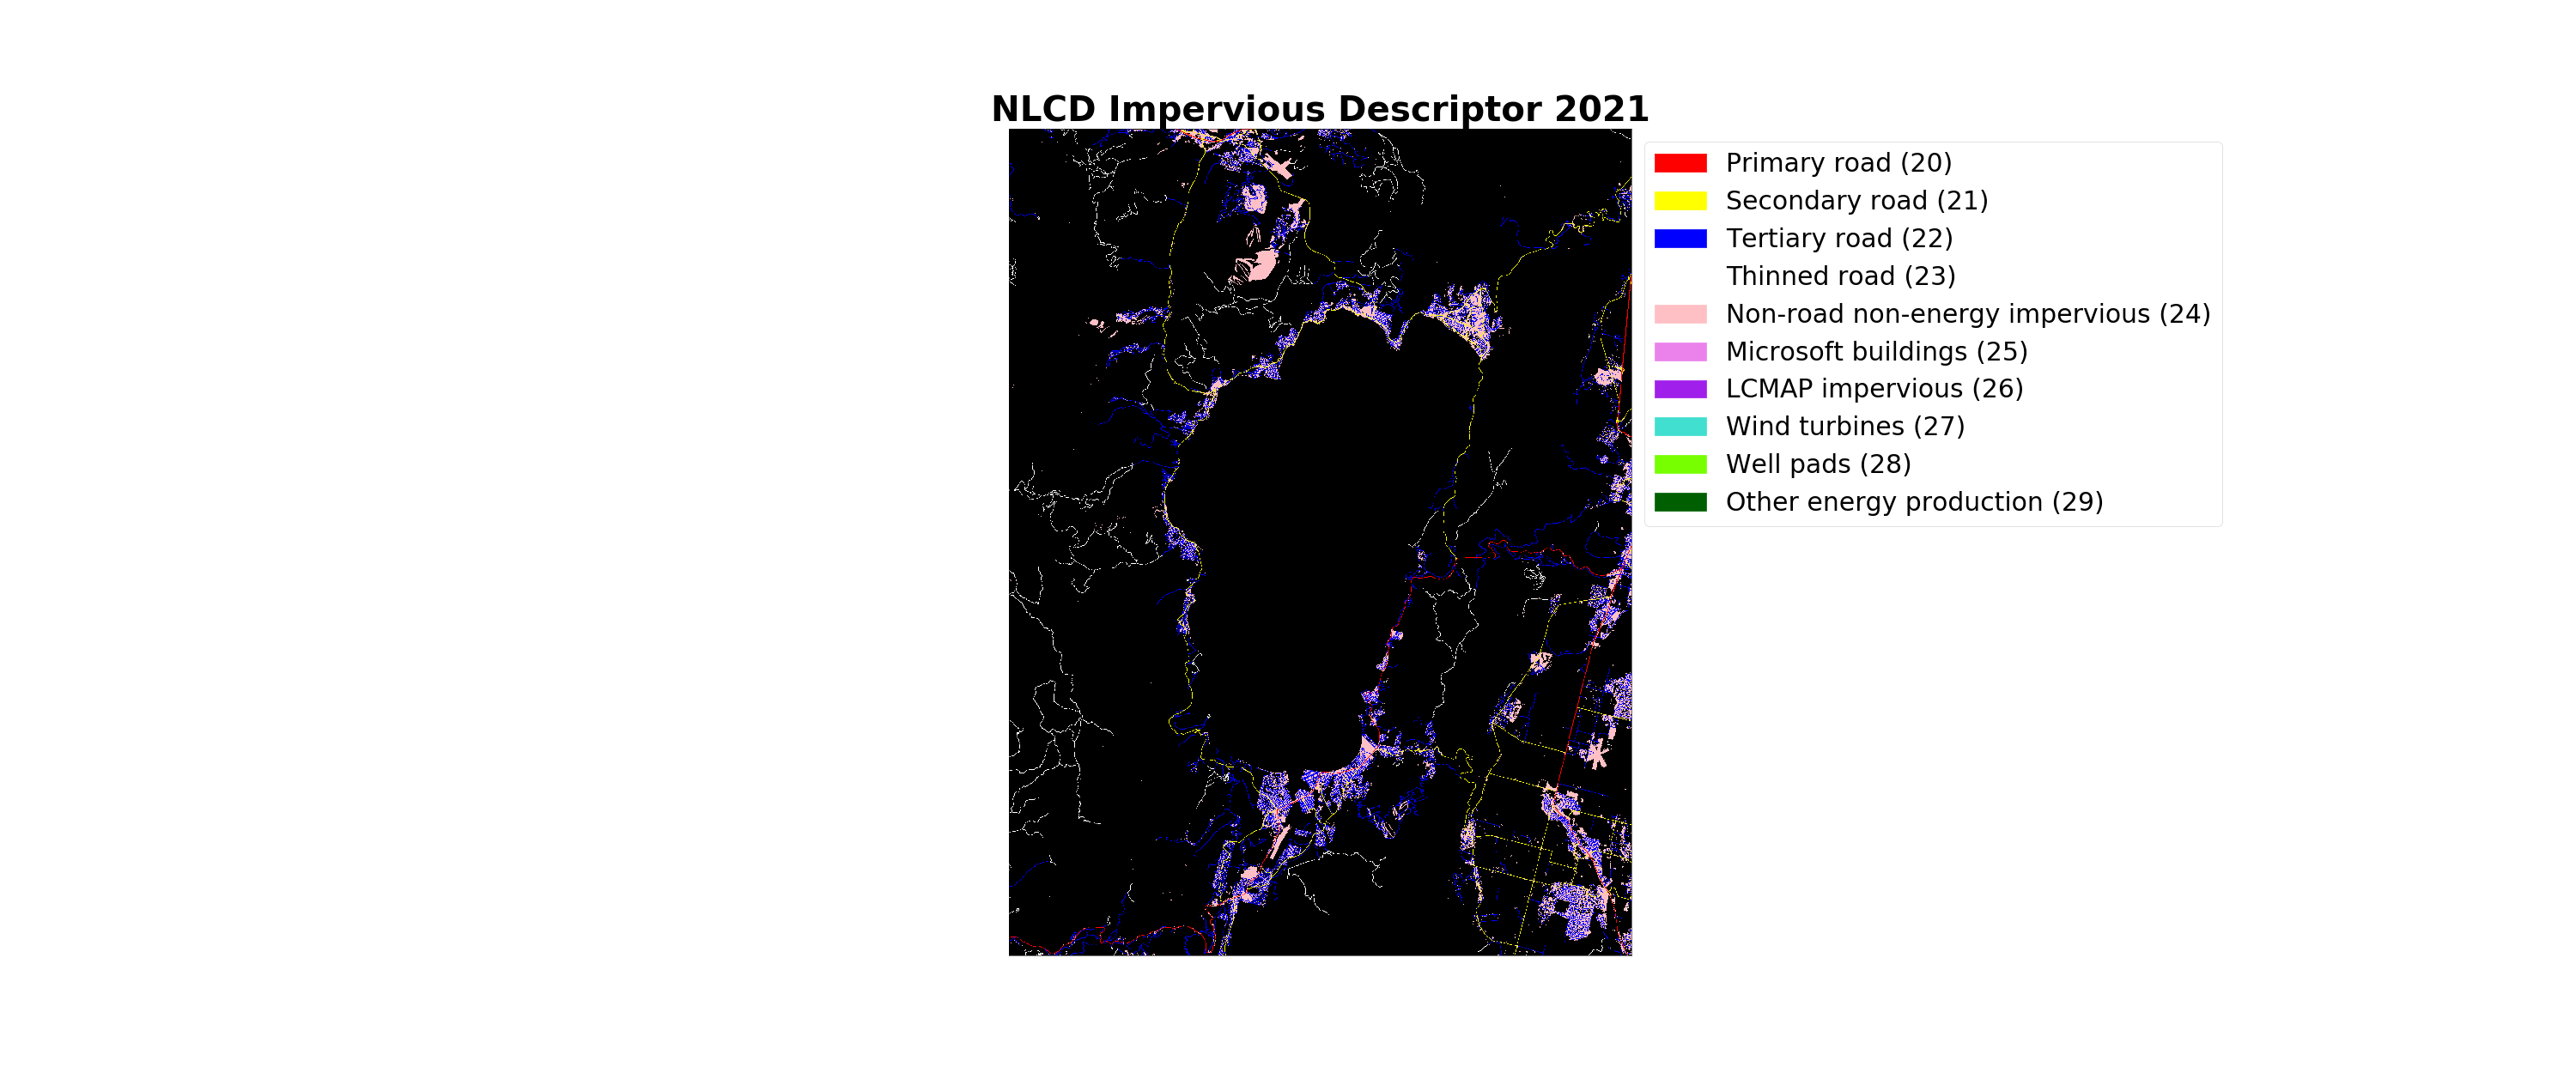 NLCD Impervious Descriptor 2021
Primary road (20)
Secondary road (21)
Tertiary road (22)
Thinned road (23)
Non-road non-energy impervious (24)
Microsoft buildings (25)
LCMAP impervious (26)
Wind turbines (27)
Well pads (28)
Other energy production (29)